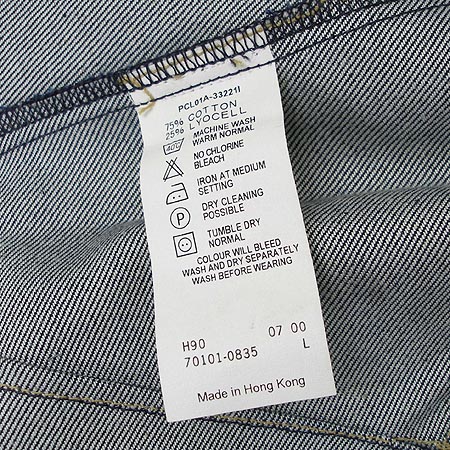 PCL01A-33221I
75% COTTON
25% LYOCELL
40C MACHINE WASH
WARM NORMAL
NO CHLORINE
BLEACH
IRON AT MEDIUM
SETTING
P DRY CLEANING
POSSIBLE
TUMBLE DRY
NORMAL
COLOUR WILL BLEED
WASH AND DRY SEPARATELY
WASH BEFORE WEARING
H90 07 00
70101-0835 L
Made in Hong Kong